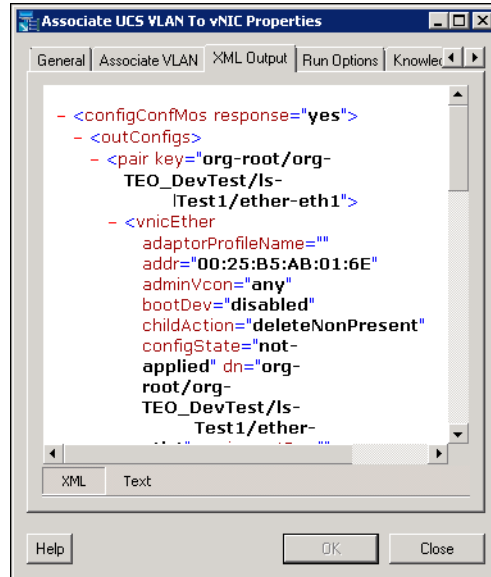 Associate UCS VLAN To vNIC Properties
General Associate VLAN XML Output Run Options Knowlec
- <configConfMos response="yes">
- <outConfigs>
- <pair key="org-root/org-
TEO_DevTest/ls-
Test1/ether-eth1">
- <vnicEther
adaptorProfileName=""
addr="00:25:B5:AB:01:6E"
adminVcon="any"
bootDev="disabled"
childAction="deleteNonPresent"
configState="not-
applied" dn="org-
root/org-
TEO_DevTest/ls-
Test1/ether-
XML Text
Help OK Close